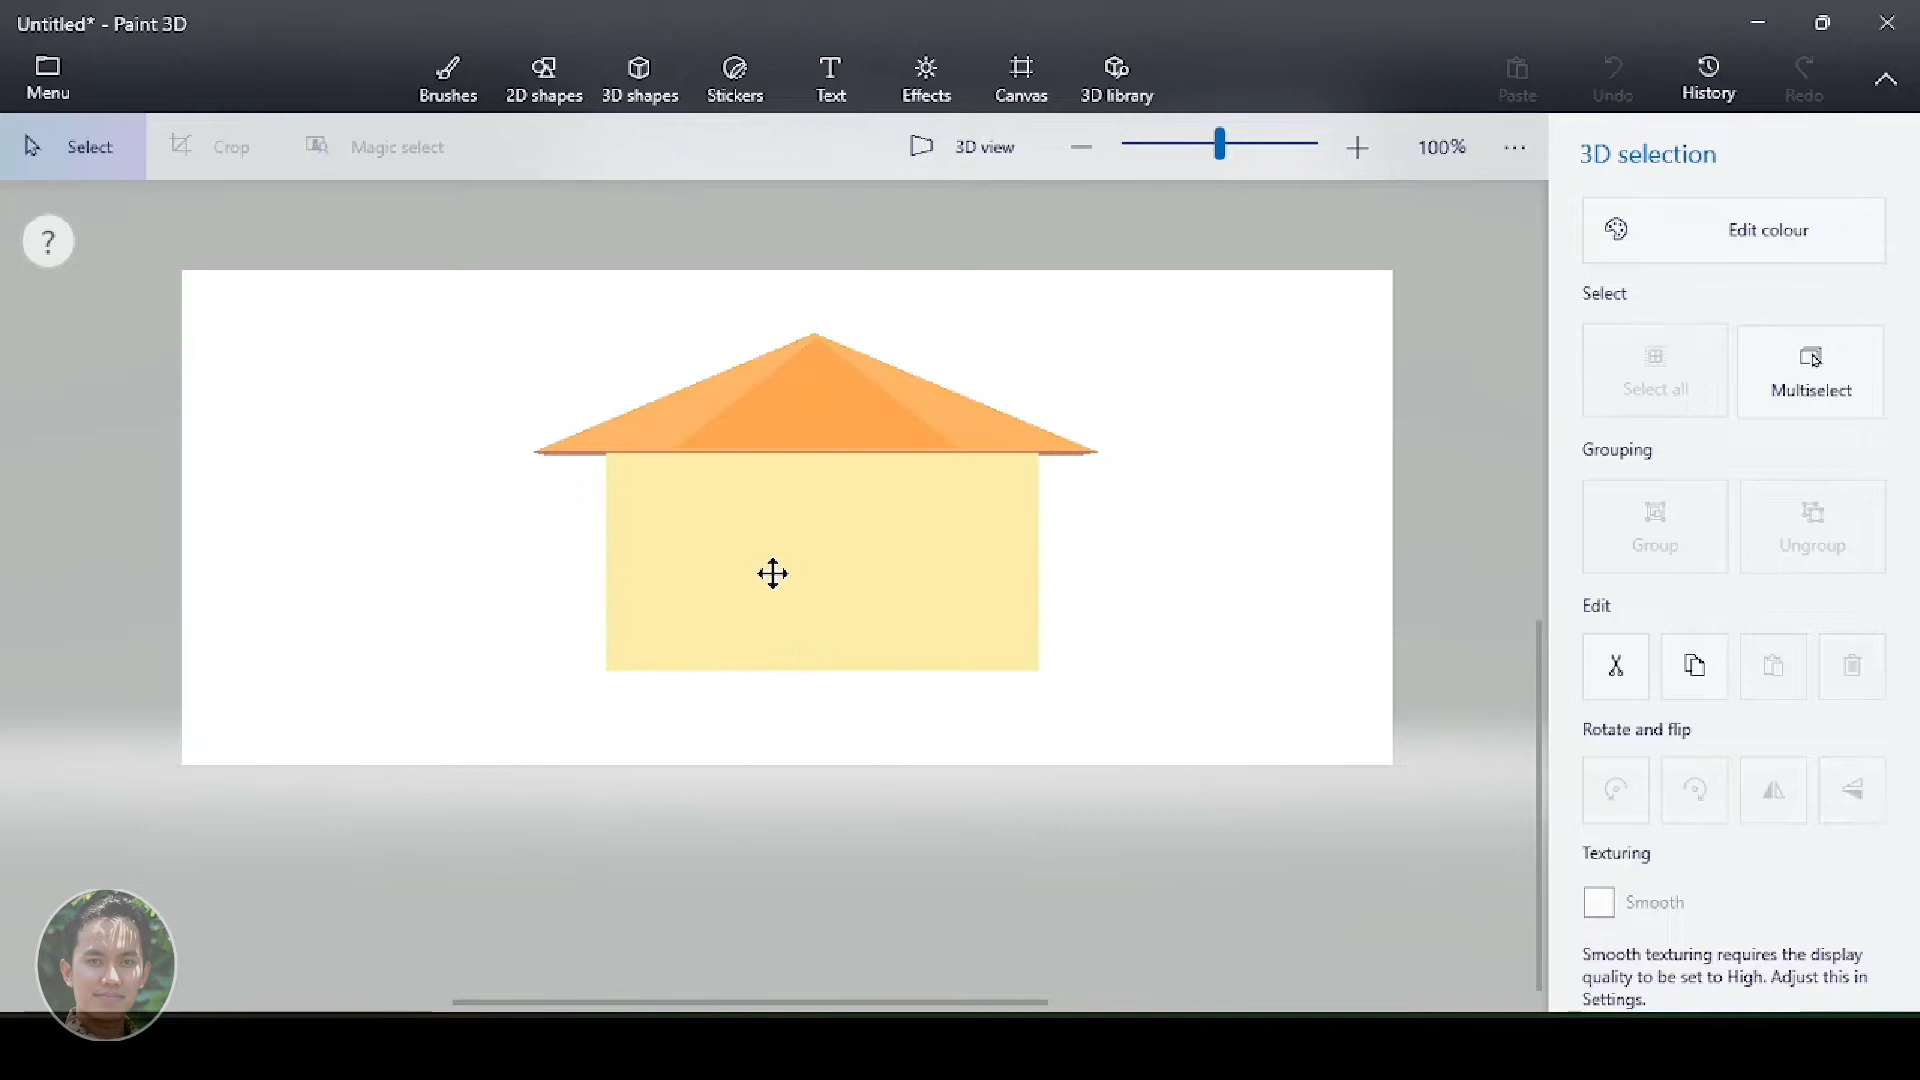 Untitled* - Paint 3D
Menu
Brushes
2D shapes
3D shapes
Stickers
Text
Effects
Canvas
3D library
Paste
Undo
History
Redo
Select
Crop
Magic select
3D view
100%
3D selection
?
Edit colour
Select
Select all
Multiselect
Grouping
Group
Ungroup
Edit
Rotate and flip
Texturing
Smooth
Smooth texturing requires the display
quality to be set to High. Adjust this in
Settings.